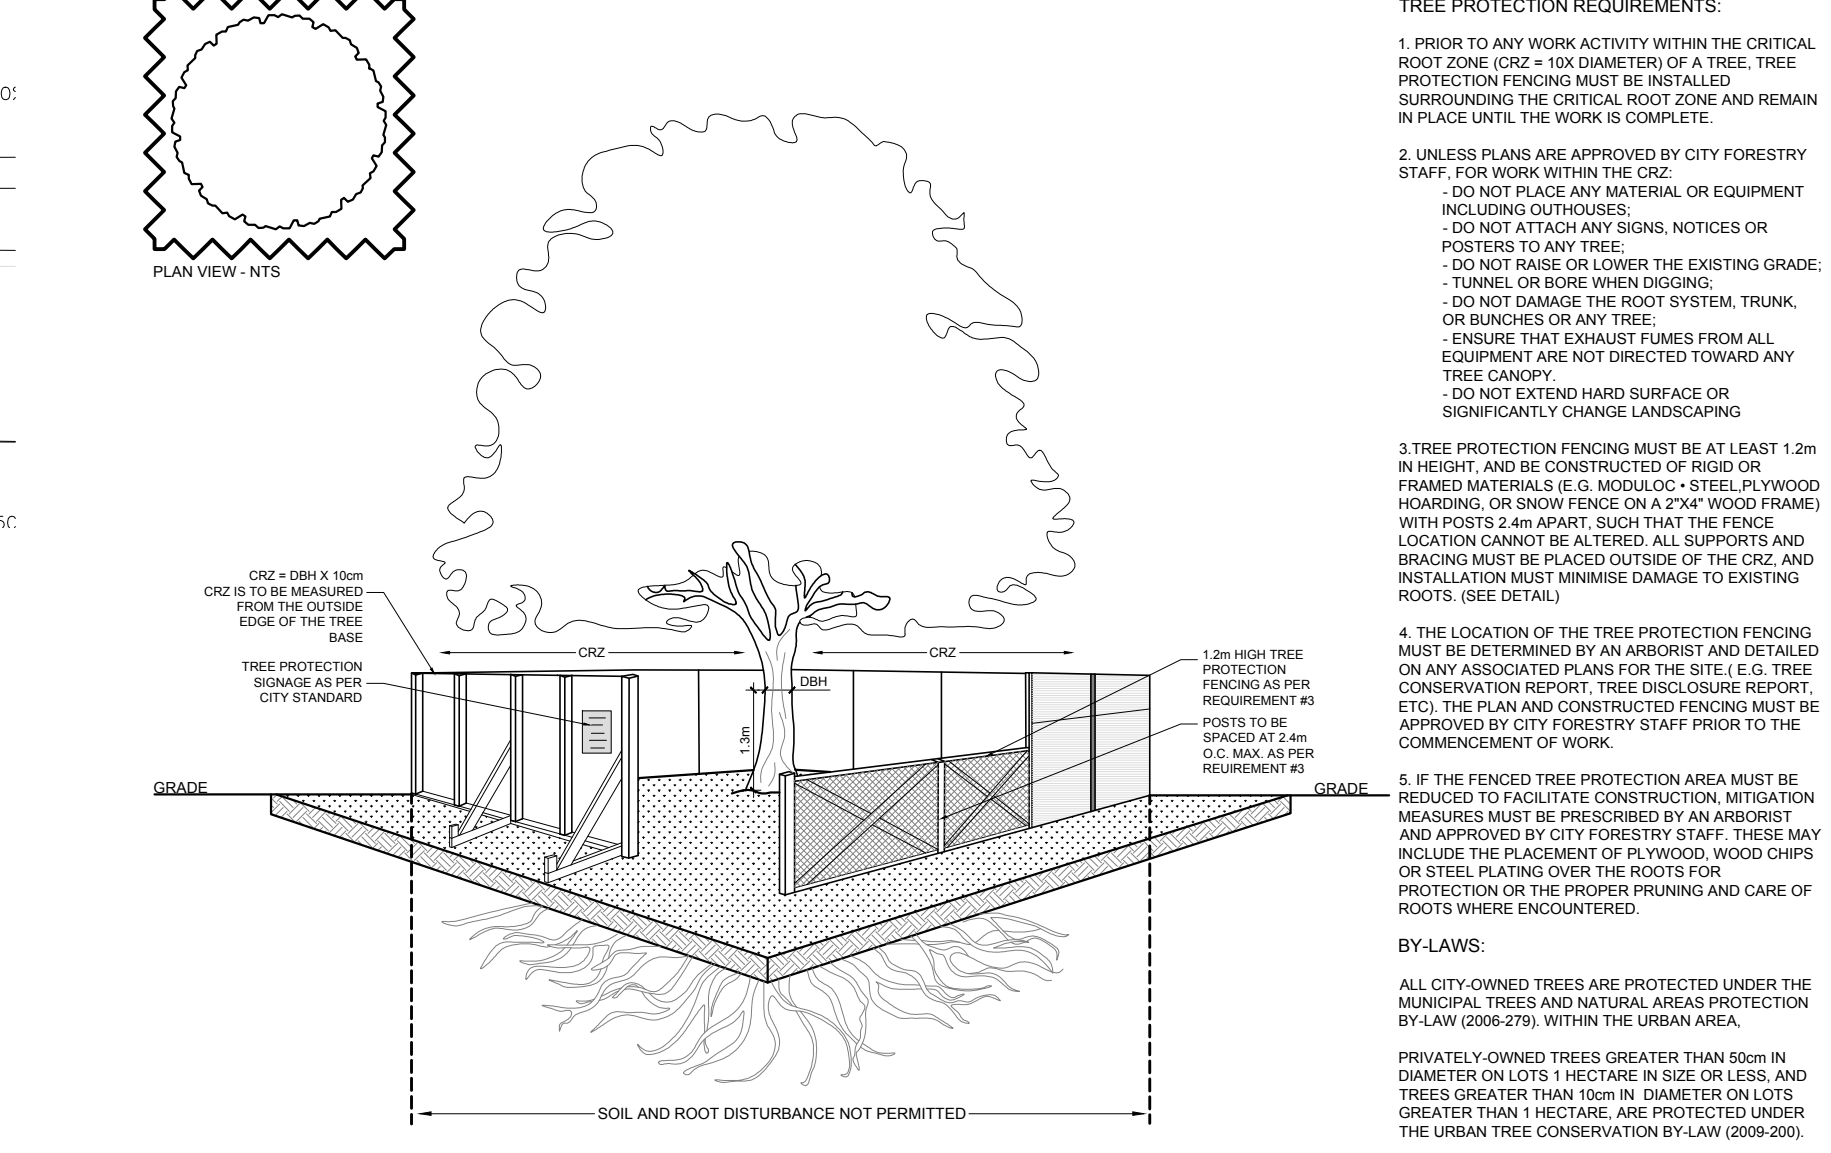 PLAN VIEW - NTS
CRZ = DBH X 10cm
CRZ IS TO BE MEASURED
FROM THE OUTSIDE
EDGE OF THE TREE
BASE
TREE PROTECTION
SIGNAGE AS PER
CITY STANDARD
CRZ
CRZ
DBH
1.3m
1.2m HIGH TREE
PROTECTION
FENCING AS PER
REQUIREMENT #3
POSTS TO BE
SPACED AT 2.4m
O.C. MAX. AS PER
REUIREMENT #3
GRADE
GRADE
SOIL AND ROOT DISTURBANCE NOT PERMITTED
TREE PROTECTION REQUIREMENTS:
1. PRIOR TO ANY WORK ACTIVITY WITHIN THE CRITICAL
ROOT ZONE (CRZ = 10X DIAMETER) OF A TREE, TREE
PROTECTION FENCING MUST BE INSTALLED
SURROUNDING THE CRITICAL ROOT ZONE AND REMAIN
IN PLACE UNTIL THE WORK IS COMPLETE.
2. UNLESS PLANS ARE APPROVED BY CITY FORESTRY
STAFF, FOR WORK WITHIN THE CRZ:
- DO NOT PLACE ANY MATERIAL OR EQUIPMENT
INCLUDING OUTHOUSES;
- DO NOT ATTACH ANY SIGNS, NOTICES OR
POSTERS TO ANY TREE;
- DO NOT RAISE OR LOWER THE EXISTING GRADE;
- TUNNEL OR BORE WHEN DIGGING;
- DO NOT DAMAGE THE ROOT SYSTEM, TRUNK,
OR BUNCHES OR ANY TREE;
- ENSURE THAT EXHAUST FUMES FROM ALL
EQUIPMENT ARE NOT DIRECTED TOWARD ANY
TREE CANOPY.
- DO NOT EXTEND HARD SURFACE OR
SIGNIFICANTLY CHANGE LANDSCAPING
3.TREE PROTECTION FENCING MUST BE AT LEAST 1.2m
IN HEIGHT, AND BE CONSTRUCTED OF RIGID OR
FRAMED MATERIALS (E.G. MODULOC • STEEL,PLYWOOD
HOARDING, OR SNOW FENCE ON A 2"X4" WOOD FRAME)
WITH POSTS 2.4m APART, SUCH THAT THE FENCE
LOCATION CANNOT BE ALTERED. ALL SUPPORTS AND
BRACING MUST BE PLACED OUTSIDE OF THE CRZ, AND
INSTALLATION MUST MINIMISE DAMAGE TO EXISTING
ROOTS. (SEE DETAIL)
4. THE LOCATION OF THE TREE PROTECTION FENCING
MUST BE DETERMINED BY AN ARBORIST AND DETAILED
ON ANY ASSOCIATED PLANS FOR THE SITE.( E.G. TREE
CONSERVATION REPORT, TREE DISCLOSURE REPORT,
ETC). THE PLAN AND CONSTRUCTED FENCING MUST BE
APPROVED BY CITY FORESTRY STAFF PRIOR TO THE
COMMENCEMENT OF WORK.
5. IF THE FENCED TREE PROTECTION AREA MUST BE
REDUCED TO FACILITATE CONSTRUCTION, MITIGATION
MEASURES MUST BE PRESCRIBED BY AN ARBORIST
AND APPROVED BY CITY FORESTRY STAFF. THESE MAY
INCLUDE THE PLACEMENT OF PLYWOOD, WOOD CHIPS
OR STEEL PLATING OVER THE ROOTS FOR
PROTECTION OR THE PROPER PRUNING AND CARE OF
ROOTS WHERE ENCOUNTERED.
BY-LAWS:
ALL CITY-OWNED TREES ARE PROTECTED UNDER THE
MUNICIPAL TREES AND NATURAL AREAS PROTECTION
BY-LAW (2006-279). WITHIN THE URBAN AREA,
PRIVATELY-OWNED TREES GREATER THAN 50cm IN
DIAMETER ON LOTS 1 HECTARE IN SIZE OR LESS, AND
TREES GREATER THAN 10cm IN DIAMETER ON LOTS
GREATER THAN 1 HECTARE, ARE PROTECTED UNDER
THE URBAN TREE CONSERVATION BY-LAW (2009-200).